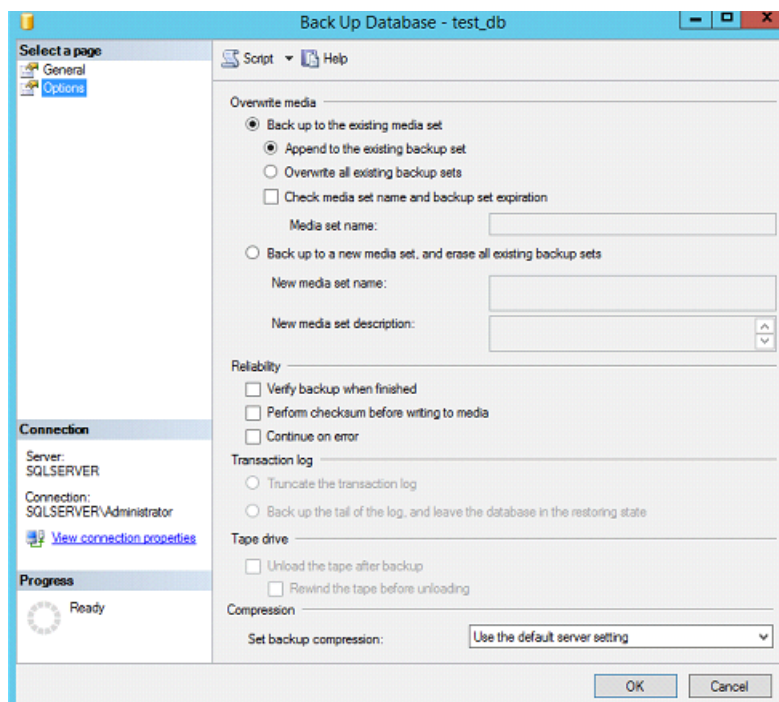 Back Up Database - test_db
Select a page
General
Options
Script Help
Overwrite media
Back up to the existing media set
Append to the existing backup set
Overwrite all existing backup sets
Check media set name and backup set expiration
Media set name:
Back up to a new media set, and erase all existing backup sets
New media set name:
New media set description:
Reliability
Verify backup when finished
Perform checksum before writing to media
Continue on error
Transaction log
Truncate the transaction log
Back up the tail of the log, and leave the database in the restoring state
Tape drive
Unload the tape after backup
Rewind the tape before unloading
Compression
Set backup compression: Use the default server setting
Connection
Server:
SQLSERVER
Connection:
SQLSERVER\Administrator
View connection properties
Progress
Ready
OK Cancel